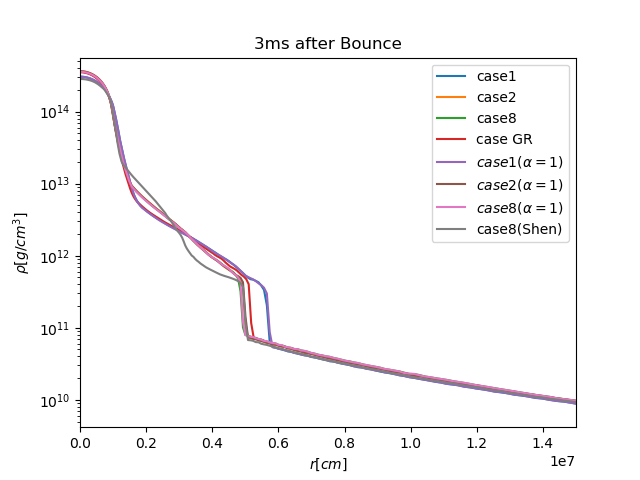 3ms after Bounce
ρ[g/cm³]
10¹⁴
10¹³
10¹²
10¹¹
10¹⁰
case1
case2
case8
case GR
case1(α = 1)
case2(α = 1)
case8(α = 1)
case8(Shen)
0.0 0.2 0.4 0.6 0.8 1.0 1.2 1.4
1e7
r[cm]